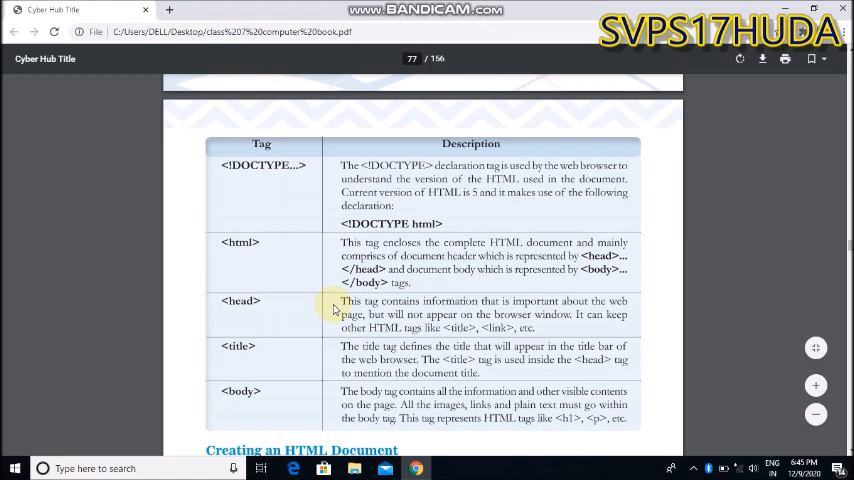 Cyber Hub Title
www.BANDICAM.com
SVPS17HUDA
File C:/Users/DELL/Desktop/class%207%20computer%20book.pdf
Cyber Hub Title
77 / 156
Tag Description
<!DOCTYPE...> The <!DOCTYPE> declaration tag is used by the web browser to
understand the version of the HTML used in the document.
Current version of HTML is 5 and it makes use of the following
declaration:
<!DOCTYPE html>
<html> This tag encloses the complete HTML document and mainly
comprises of document header which is represented by <head>...
</head> and document body which is represented by <body>...
</body> tags.
<head> This tag contains information that is important about the web
page, but will not appear on the browser window. It can keep
other HTML tags like <title>, <link>, etc.
<title> The title tag defines the title that will appear in the title bar of
the web browser. The <title> tag is used inside the <head> tag
to mention the document title.
<body> The body tag contains all the information and other visible contents
on the page. All the images, links and plain text must go within
the body tag. This tag represents HTML tags like <h1>, <p>, etc.
Creating an HTML Document
Type here to search
ENG
IN
6:45 PM
12/9/2020